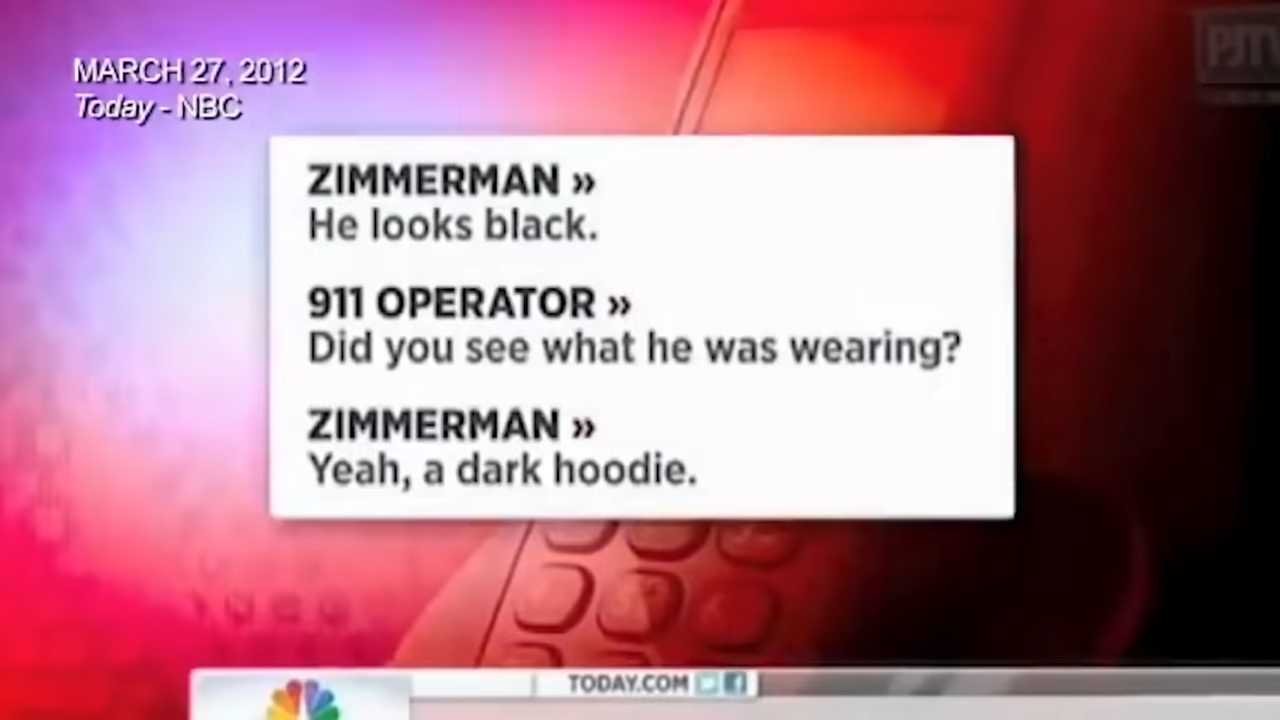 MARCH 27, 2012
Today - NBC
PJTV
ZIMMERMAN »
He looks black.
911 OPERATOR »
Did you see what he was wearing?
ZIMMERMAN »
Yeah, a dark hoodie.
TODAY.COM